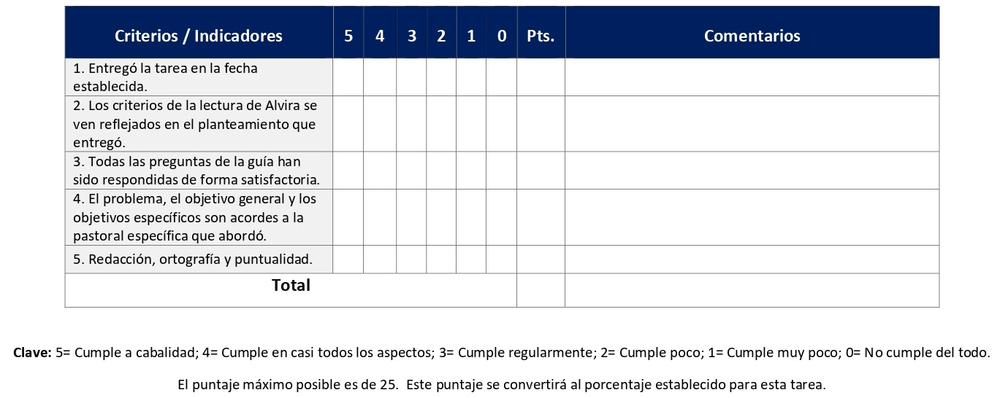 Criterios / Indicadores 5 4 3 2 1 0 Pts. Comentarios
1. Entregó la tarea en la fecha
establecida.
2. Los criterios de la lectura de Alvira se
ven reflejados en el planteamiento que
entregó.
3. Todas las preguntas de la guía han
sido respondidas de forma satisfactoria.
4. El problema, el objetivo general y los
objetivos específicos son acordes a la
pastoral específica que abordó.
5. Redacción, ortografía y puntualidad.
Total
Clave: 5= Cumple a cabalidad; 4= Cumple en casi todos los aspectos; 3= Cumple regularmente; 2= Cumple poco; 1= Cumple muy poco; 0= No cumple del todo.
El puntaje máximo posible es de 25. Este puntaje se convertirá al porcentaje establecido para esta tarea.